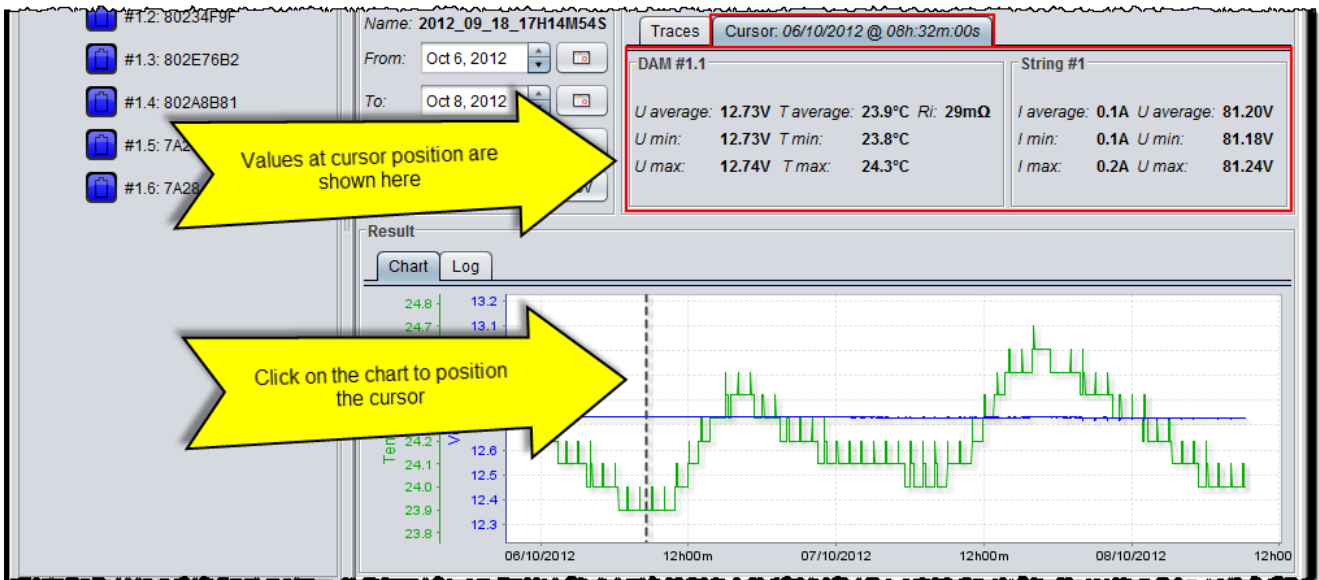 #1.2: 80234F9F
#1.3: 802E76B2
#1.4: 802A8B81
#1.5: 7A2
#1.6: 7A28
Name: 2012_09_18_17H14M54S
From: Oct 6, 2012
To: Oct 8, 2012
Values at cursor position are
shown here
Traces Cursor: 06/10/2012 @ 08h:32m:00s
DAM #1.1
U average: 12.73V T average: 23.9°C Ri: 29mΩ
U min: 12.73V T min: 23.8°C
U max: 12.74V T max: 24.3°C
String #1
I average: 0.1A U average: 81.20V
I min: 0.1A U min: 81.18V
I max: 0.2A U max: 81.24V
Result
Chart Log
Click on the chart to position
the cursor
24.8 13.2
24.7 13.1
24.2
12.6
24.1
12.5
24.0
12.4
23.9
12.3
23.8
06/10/2012 12h00m 07/10/2012 12h00m 08/10/2012 12h00